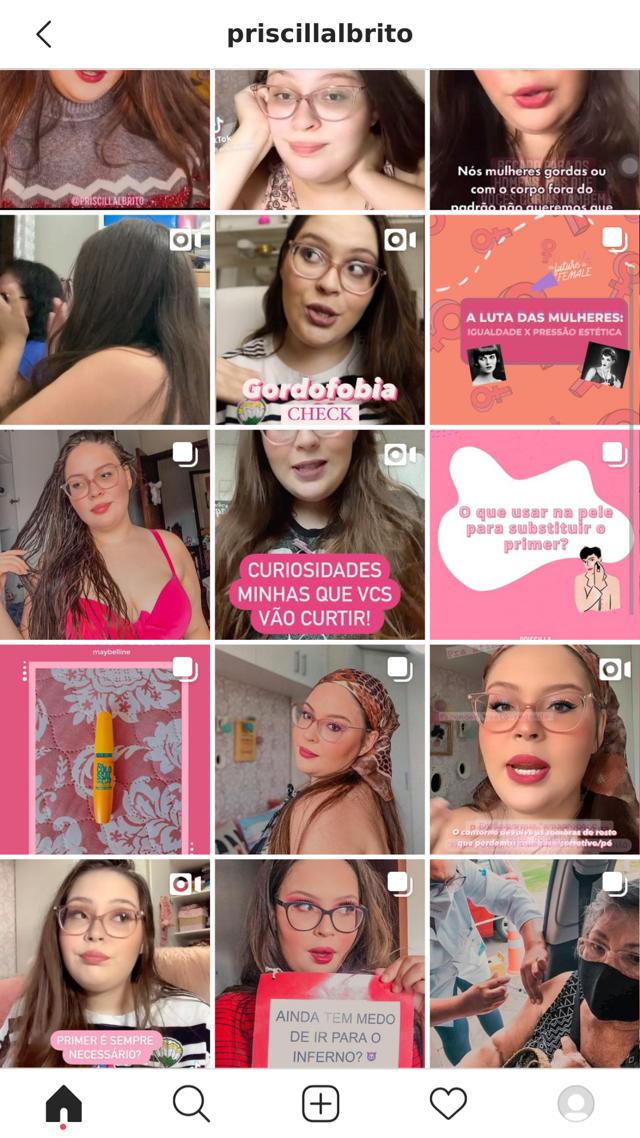 priscillalbrito
@PRISCILLALBRITO
Nós mulheres gordas ou
com o corpo fora do
padrão não queremos que
Gordofobia
CHECK
the future is
FEMALE
A LUTA DAS MULHERES:
IGUALDADE X PRESSÃO ESTÉTICA
CURIOSIDADES
MINHAS QUE VCS
VÃO CURTIR!
O que usar na pele
para substituir o
primer?
maybelline
O contorno devolve as sombras do rosto
que perdemos com base/corretivo/pó
PRIMER É SEMPRE
NECESSÁRIO?
AINDA TEM MEDO
DE IR PARA O
INFERNO? 😈